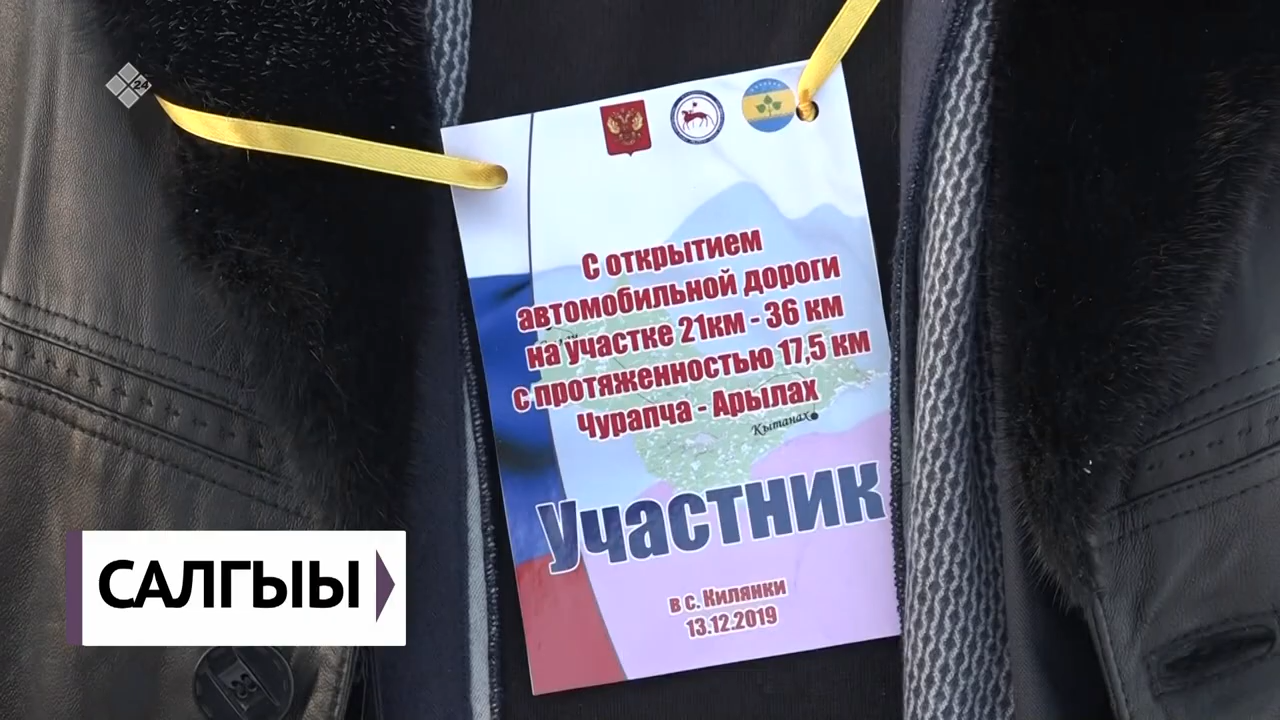 24
С открытием
автомобильной дороги
на участке 21км - 36 км
с протяженностью 17,5 км
Чурапча - Арылах
Кытанах
Участник
в с. Килянки
13.12.2019
САЛГЫЫ